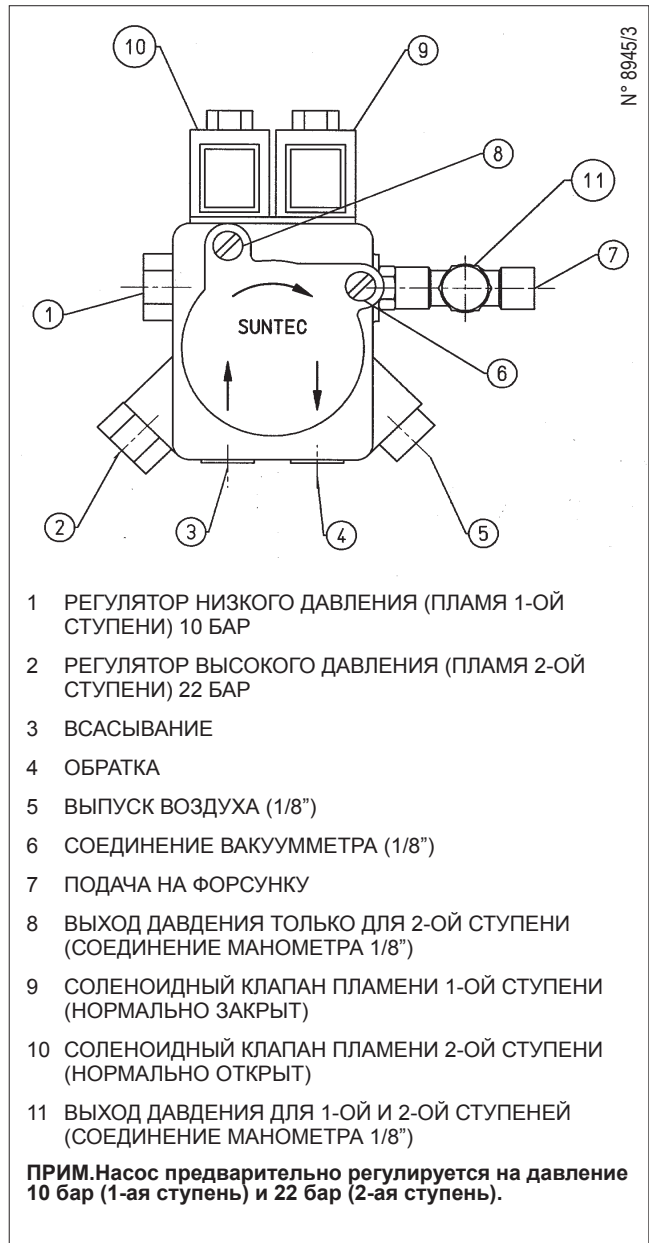 N° 8945/3
10
9
8
11
7
1
SUNTEC
6
2
3
4
5
1 РЕГУЛЯТОР НИЗКОГО ДАВЛЕНИЯ (ПЛАМЯ 1-ОЙ
СТУПЕНИ) 10 БАР
2 РЕГУЛЯТОР ВЫСОКОГО ДАВЛЕНИЯ (ПЛАМЯ 2-ОЙ
СТУПЕНИ) 22 БАР
3 ВСАСЫВАНИЕ
4 ОБРАТКА
5 ВЫПУСК ВОЗДУХА (1/8”)
6 СОЕДИНЕНИЕ ВАКУУММЕТРА (1/8”)
7 ПОДАЧА НА ФОРСУНКУ
8 ВЫХОД ДАВДЕНИЯ ТОЛЬКО ДЛЯ 2-ОЙ СТУПЕНИ
(СОЕДИНЕНИЕ МАНОМЕТРА 1/8”)
9 СОЛЕНОИДНЫЙ КЛАПАН ПЛАМЕНИ 1-ОЙ СТУПЕНИ
(НОРМАЛЬНО ЗАКРЫТ)
10 СОЛЕНОИДНЫЙ КЛАПАН ПЛАМЕНИ 2-ОЙ СТУПЕНИ
(НОРМАЛЬНО ОТКРЫТ)
11 ВЫХОД ДАВДЕНИЯ ДЛЯ 1-ОЙ И 2-ОЙ СТУПЕНЕЙ
(СОЕДИНЕНИЕ МАНОМЕТРА 1/8”)
ПРИМ.Насос предварительно регулируется на давление
10 бар (1-ая ступень) и 22 бар (2-ая ступень).